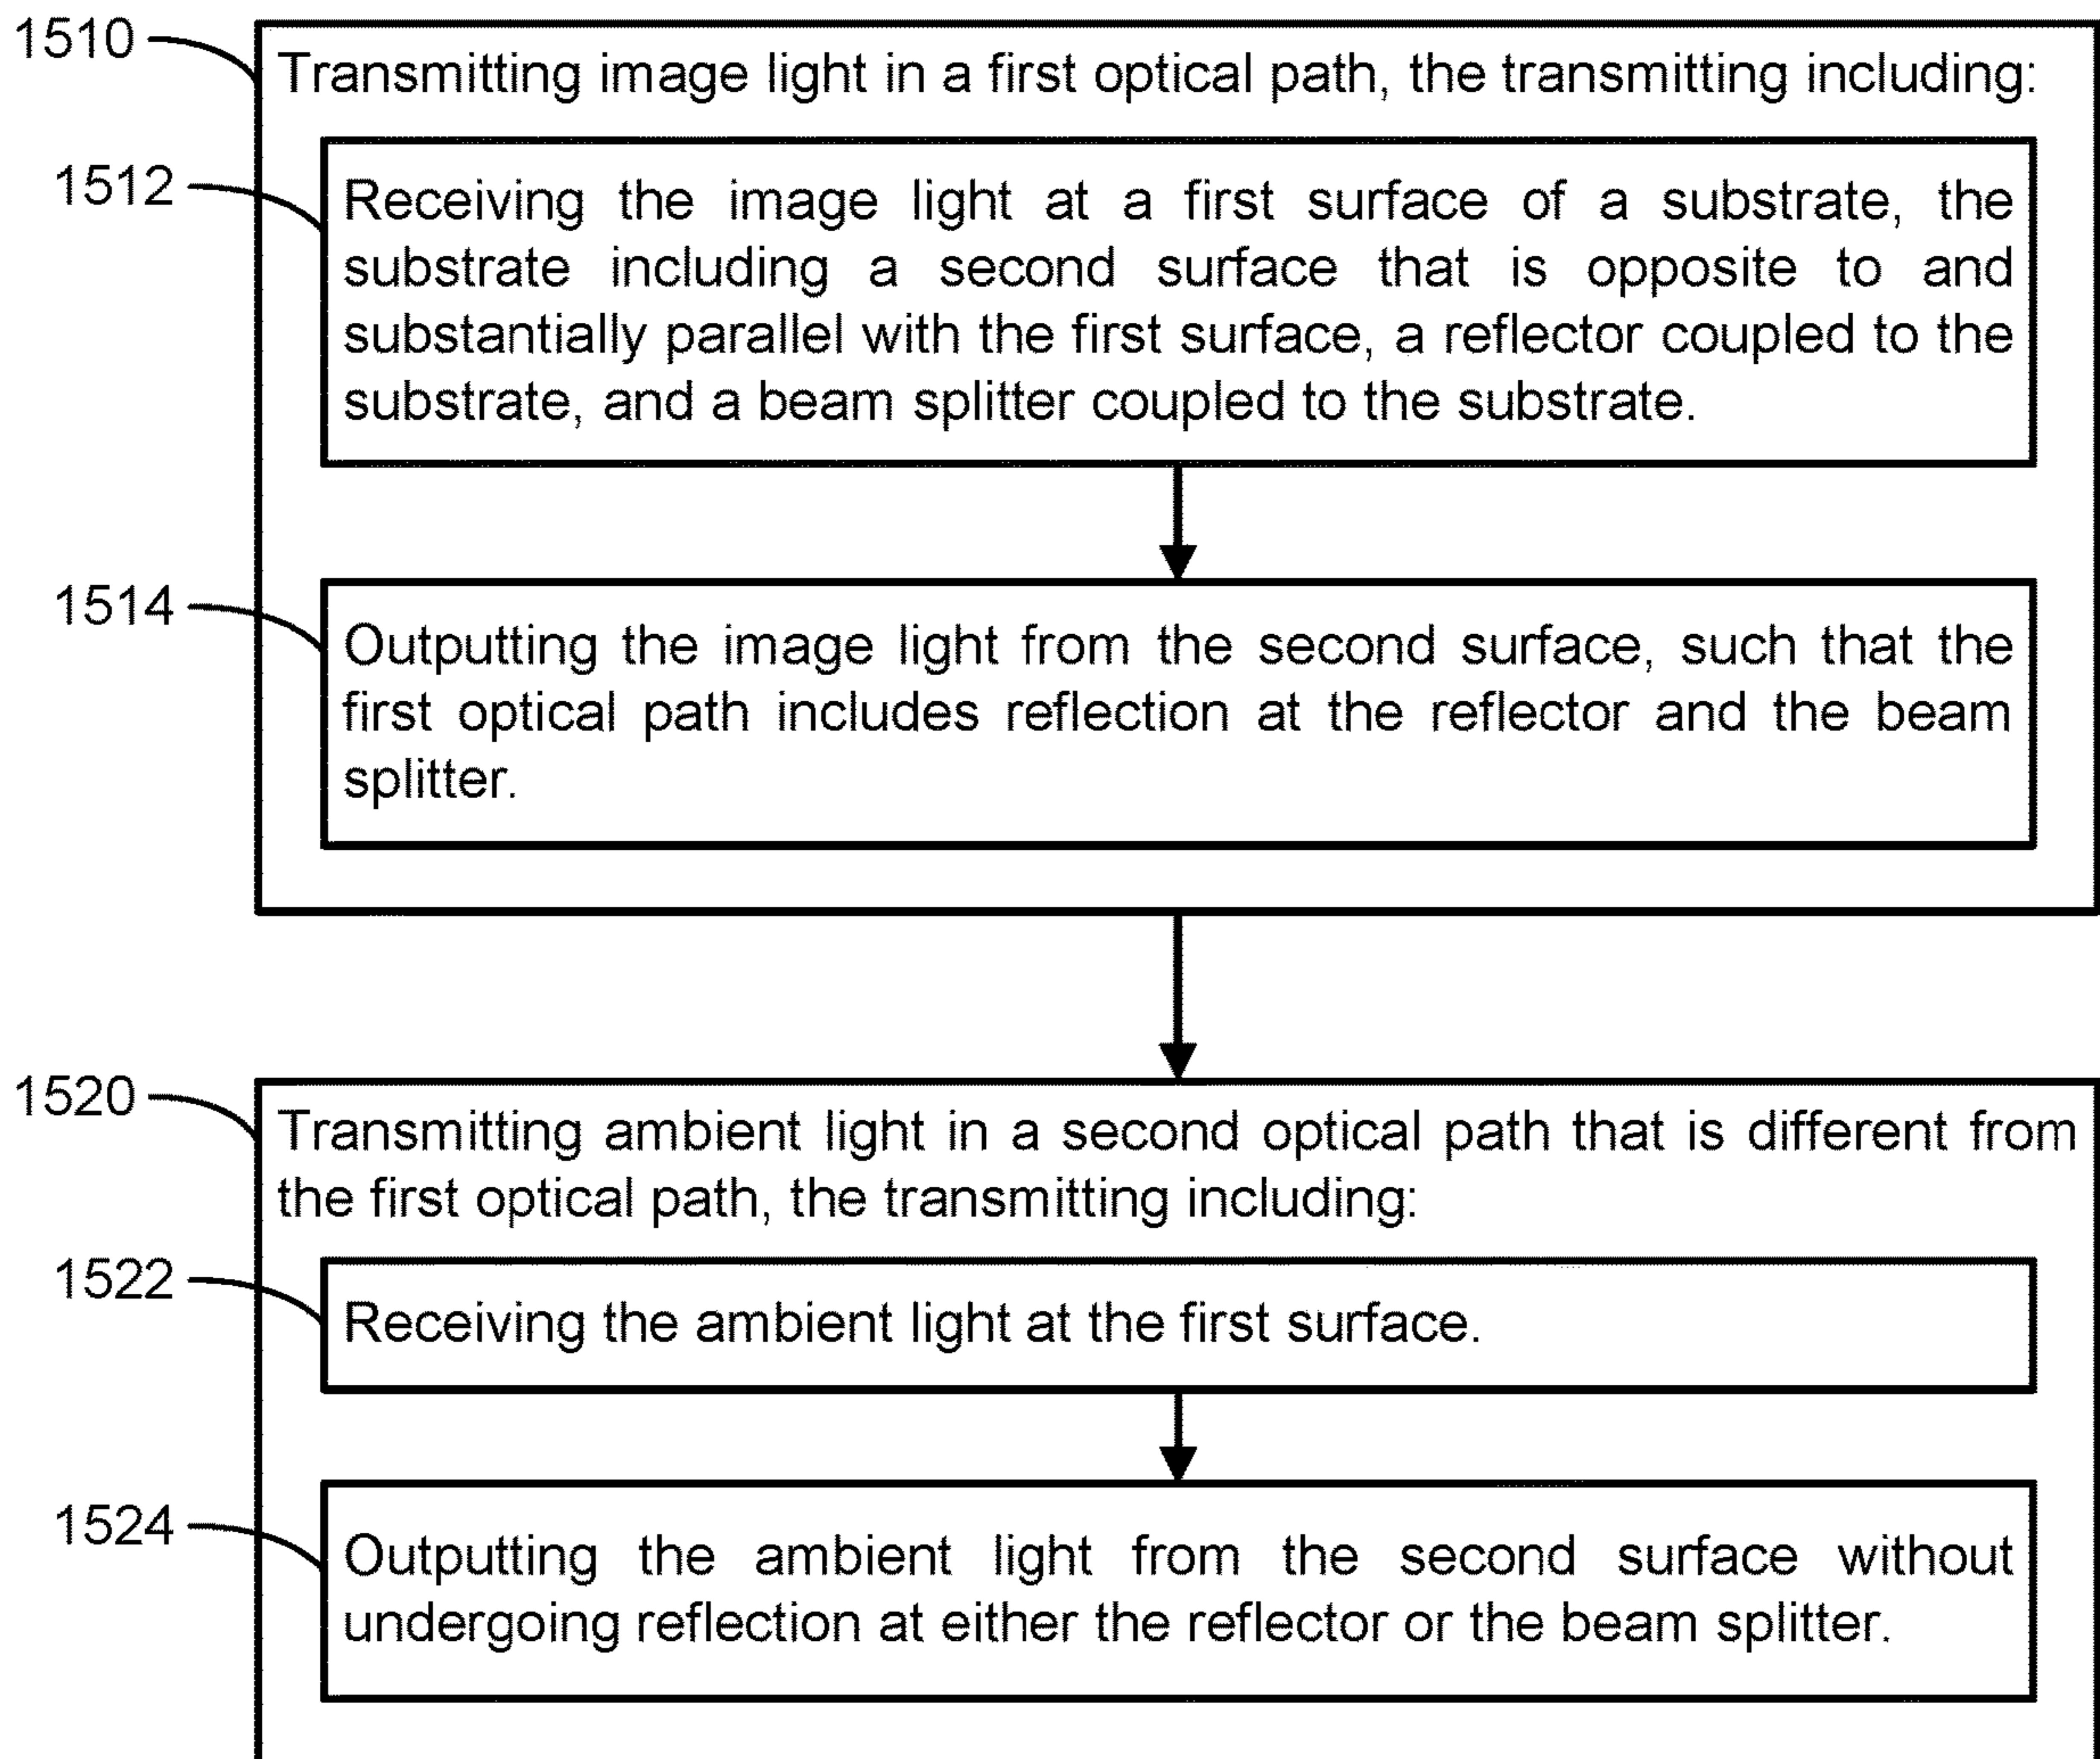 1510
Transmitting image light in a first optical path, the transmitting including:
1512
Receiving the image light at a first surface of a substrate, the
substrate including a second surface that is opposite to and
substantially parallel with the first surface, a reflector coupled to the
substrate, and a beam splitter coupled to the substrate.
1514
Outputting the image light from the second surface, such that the
first optical path includes reflection at the reflector and the beam
splitter.
1520
Transmitting ambient light in a second optical path that is different from
the first optical path, the transmitting including:
1522
Receiving the ambient light at the first surface.
1524
Outputting the ambient light from the second surface without
undergoing reflection at either the reflector or the beam splitter.